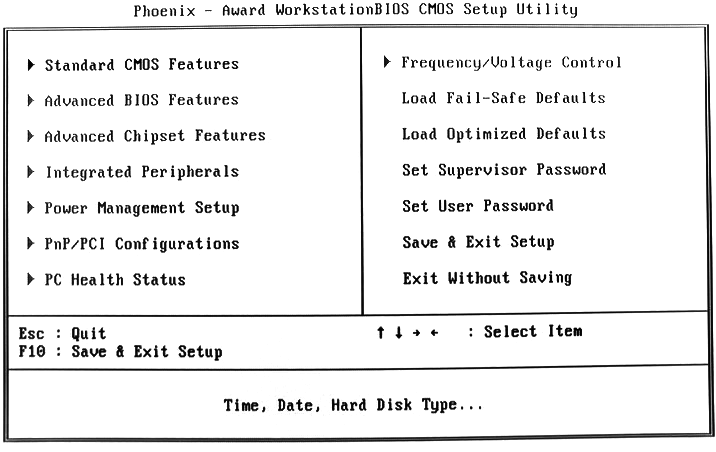 Phoenix - Award WorkstationBIOS CMOS Setup Utility
Standard CMOS Features
Advanced BIOS Features
Advanced Chipset Features
Integrated Peripherals
Power Management Setup
PnP/PCI Configurations
PC Health Status
Frequency/Voltage Control
Load Fail-Safe Defaults
Load Optimized Defaults
Set Supervisor Password
Set User Password
Save & Exit Setup
Exit Without Saving
Esc : Quit
F10 : Save & Exit Setup
↑ ↓ → ← : Select Item
Time, Date, Hard Disk Type...